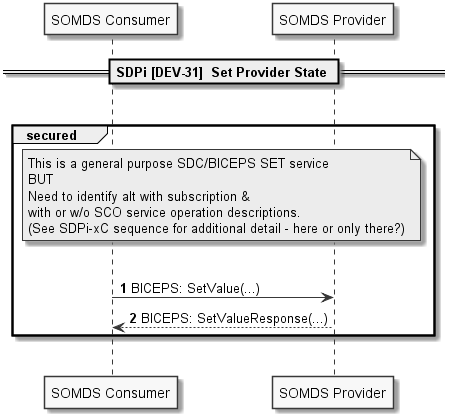 SOMDS Consumer SOMDS Provider
SDPi [DEV-31]  Set Provider State
secured
This is a general purpose SDC/BICEPS SET service
BUT
Need to identify alt with subscription &
with or w/o SCO service operation descriptions.
(See SDPi-xC sequence for additional detail - here or only there?)
1 BICEPS: SetValue(...)
2 BICEPS: SetValueResponse(...)
SOMDS Consumer SOMDS Provider